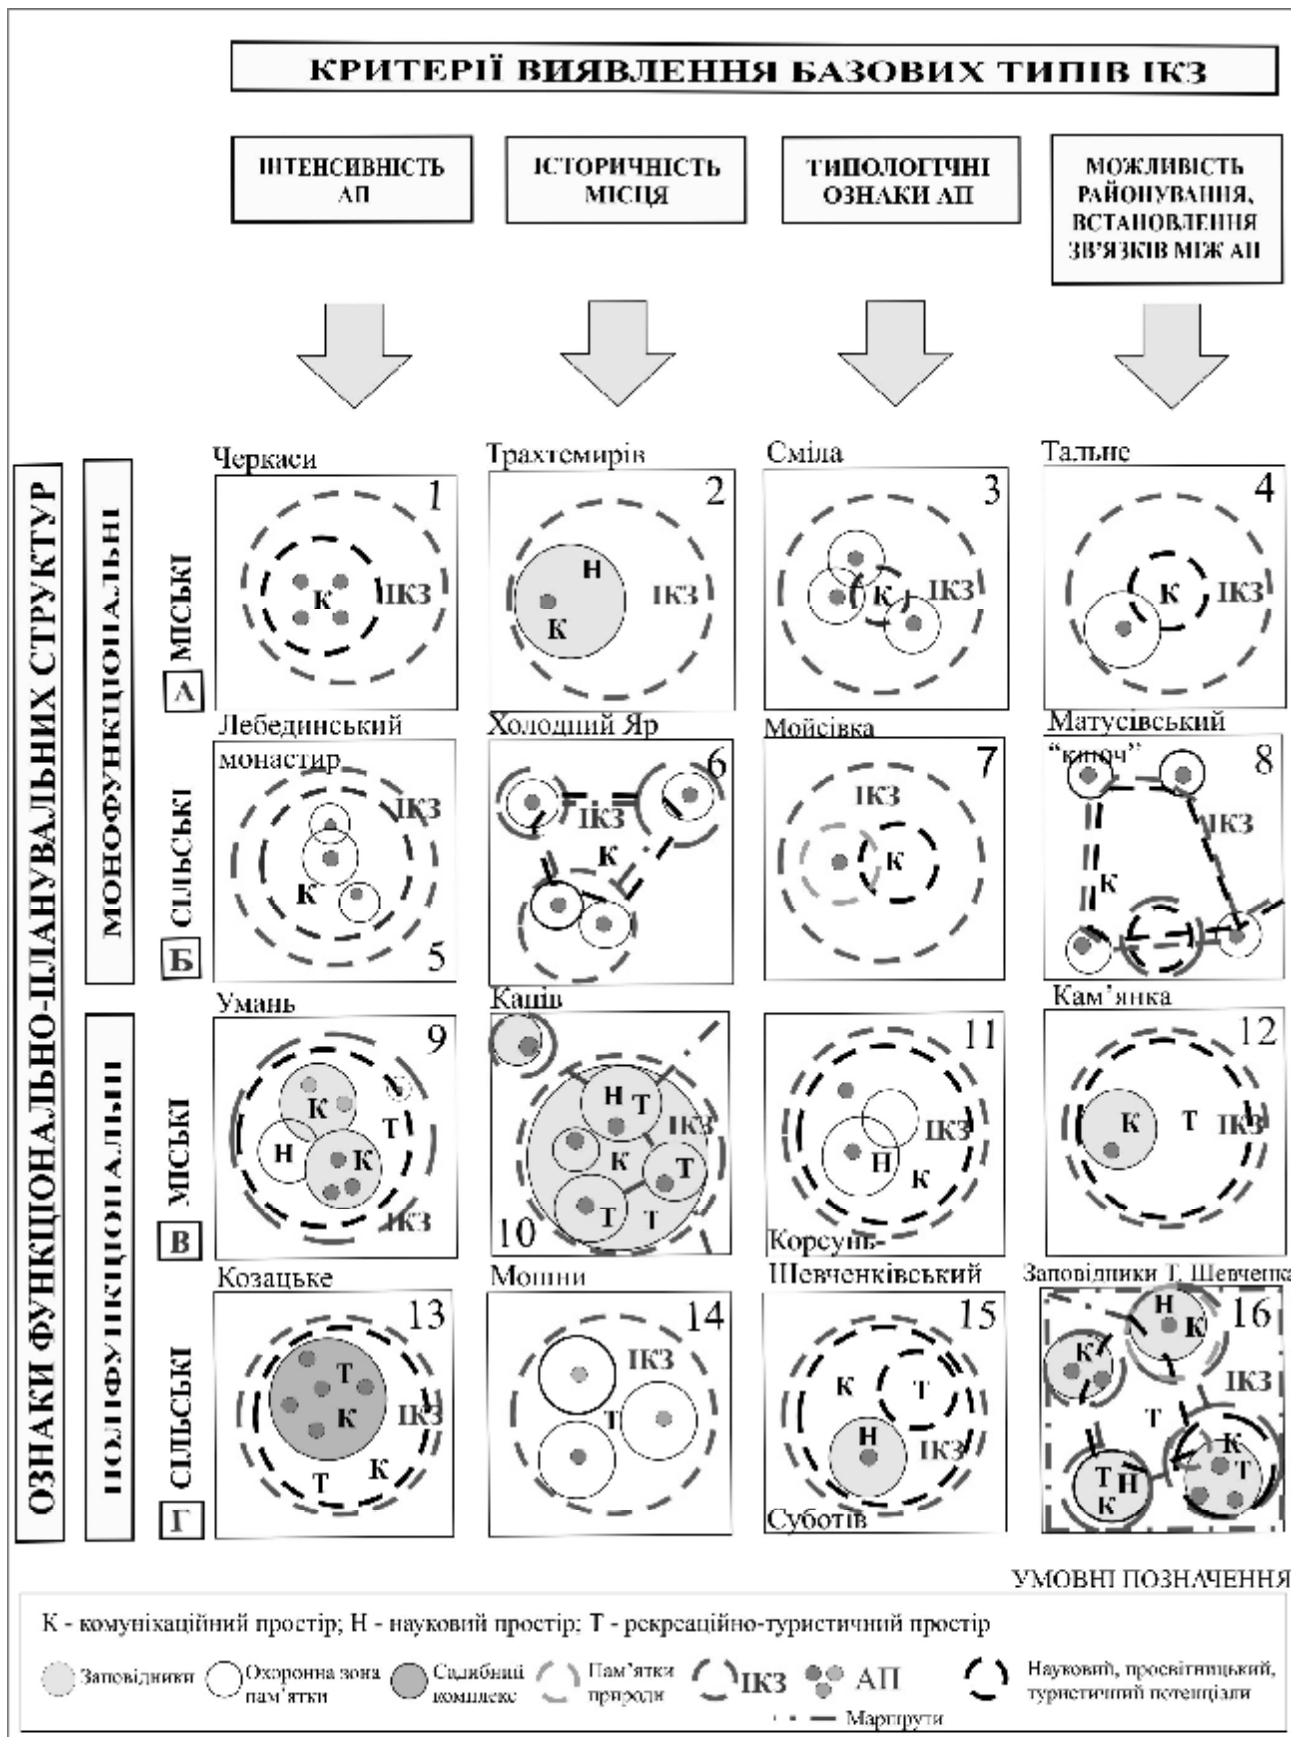 КРИТЕРІЇ ВИЯВЛЕННЯ БАЗОВИХ ТИПІВ ІКЗ
ІНТЕНСИВНІСТЬ
АП
ІСТОРИЧНІСТЬ
МІСЦЯ
ТИПОЛОГІЧНІ
ОЗНАКИ АП
МОЖЛИВІСТЬ
РАЙОНУВАННЯ,
ВСТАНОВЛЕННЯ
ЗВ'ЯЗКІВ МІЖ АП
ОЗНАКИ ФУНКЦІОНАЛЬНО-ПЛАНУВАЛЬНИХ СТРУКТУР
МОНОФУНКЦІОНАЛЬНІ
ПОЛІФУНКЦІОНАЛЬНІ
А МІСЬКІ
Черкаси
1
К ІКЗ
Трахтемирів
2
Н
ІКЗ
К
Сміла
3
К ІКЗ
Тальне
4
К ІКЗ
Б СІЛЬСЬКІ
Лебединський
монастир
ІКЗ
К
5
Холодний Яр
6
ІКЗ
К
Мойсівка
7
ІКЗ
К
Матусівський
"ключ"
8
ІКЗ
К
В МІСЬКІ
Умань
9
К
Т
Н К
ІКЗ
Канів
Н Т
ІКЗ
К
Т
Т Т
10
11
ІКЗ
Н К
Корсунь-
Шевченківський
Кам'янка
12
К Т ІКЗ
Г СІЛЬСЬКІ
Козацьке
13
Т
К ІКЗ
Т К
Мошни
14
ІКЗ
Т
15
К Т
Н ІКЗ
Суботів
Заповідники Т. Шевченка
Н
К 16
К
ІКЗ
Т
К
Т Н Т
К
УМОВНІ ПОЗНАЧЕННЯ
К - комунікаційний простір; Н - науковий простір; Т - рекреаційно-туристичний простір
Заповідники
Охоронна зона
пам'ятки
Садибний
комплекс
Пам'ятки
природи
ІКЗ
АП
Науковий, просвітницький,
туристичний потенціали
Маршрути